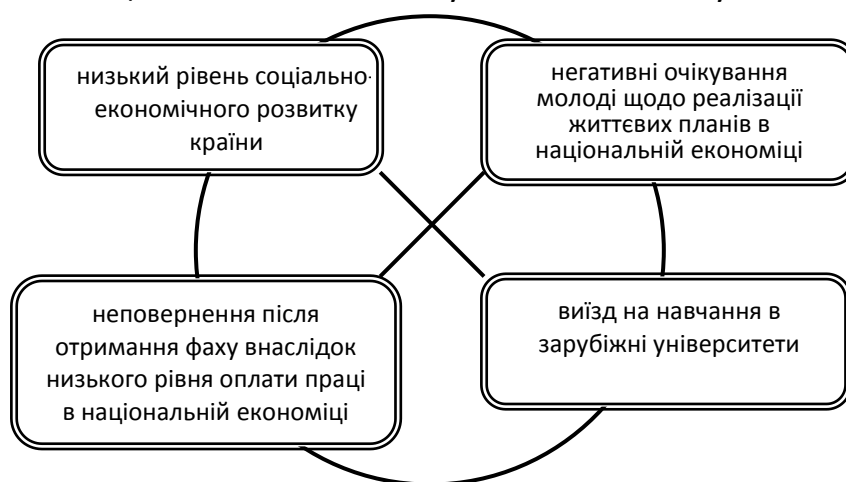 низький рівень соціально-
економічного розвитку
країни
негативні очікування
молоді щодо реалізації
життєвих планів в
національній економіці
неповернення після
отримання фаху внаслідок
низького рівня оплати праці
в національній економіці
виїзд на навчання в
зарубіжні університети